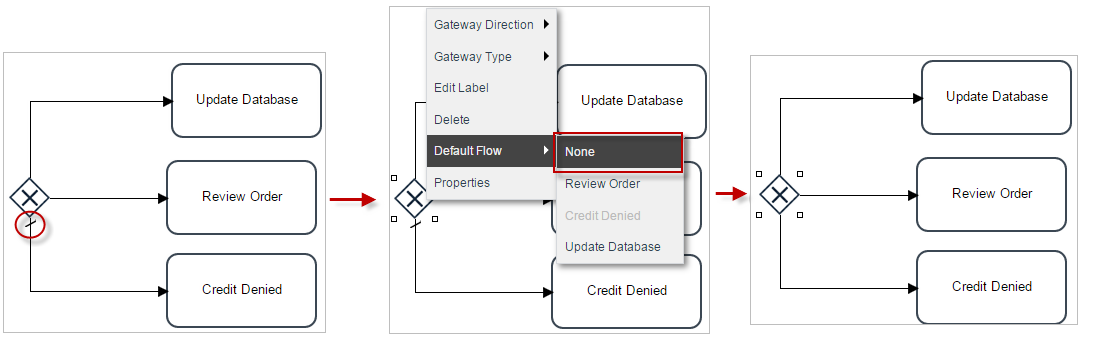 Update Database
Review Order
Credit Denied
Gateway Direction
Gateway Type
Edit Label
Delete
Default Flow
Properties
None
Review Order
Credit Denied
Update Database
Update Database
Credit Denied
Update Database
Review Order
Credit Denied